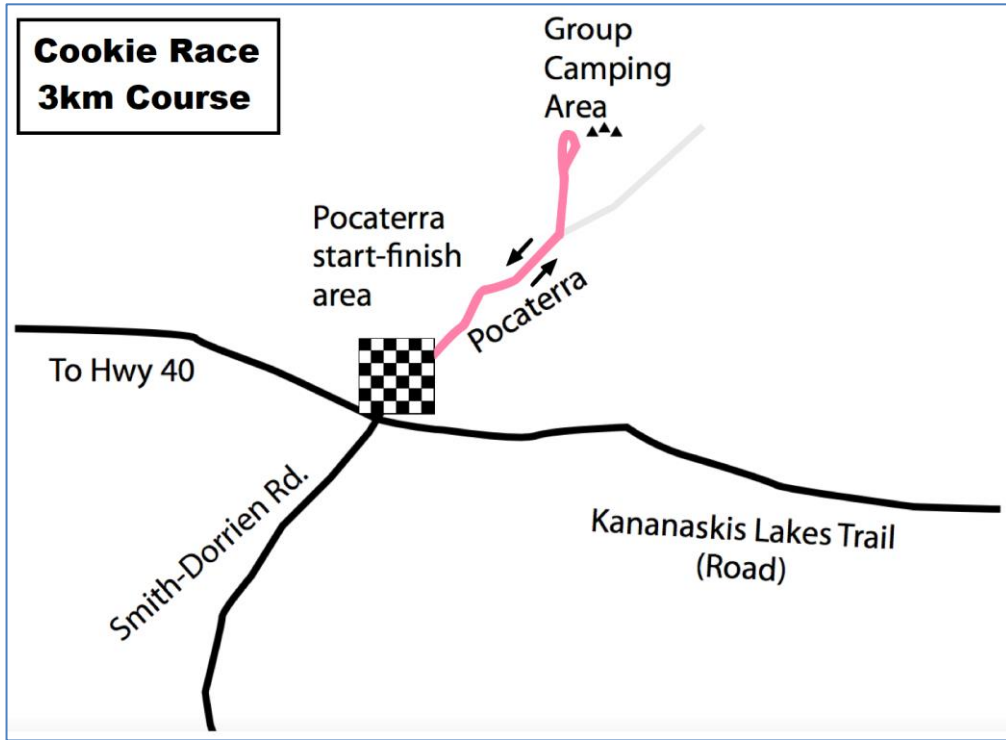 Cookie Race
3km Course
Group
Camping
Area
Pocaterra
start-finish
area
Pocaterra
To Hwy 40
Smith-Dorrien Rd.
Kananaskis Lakes Trail
(Road)